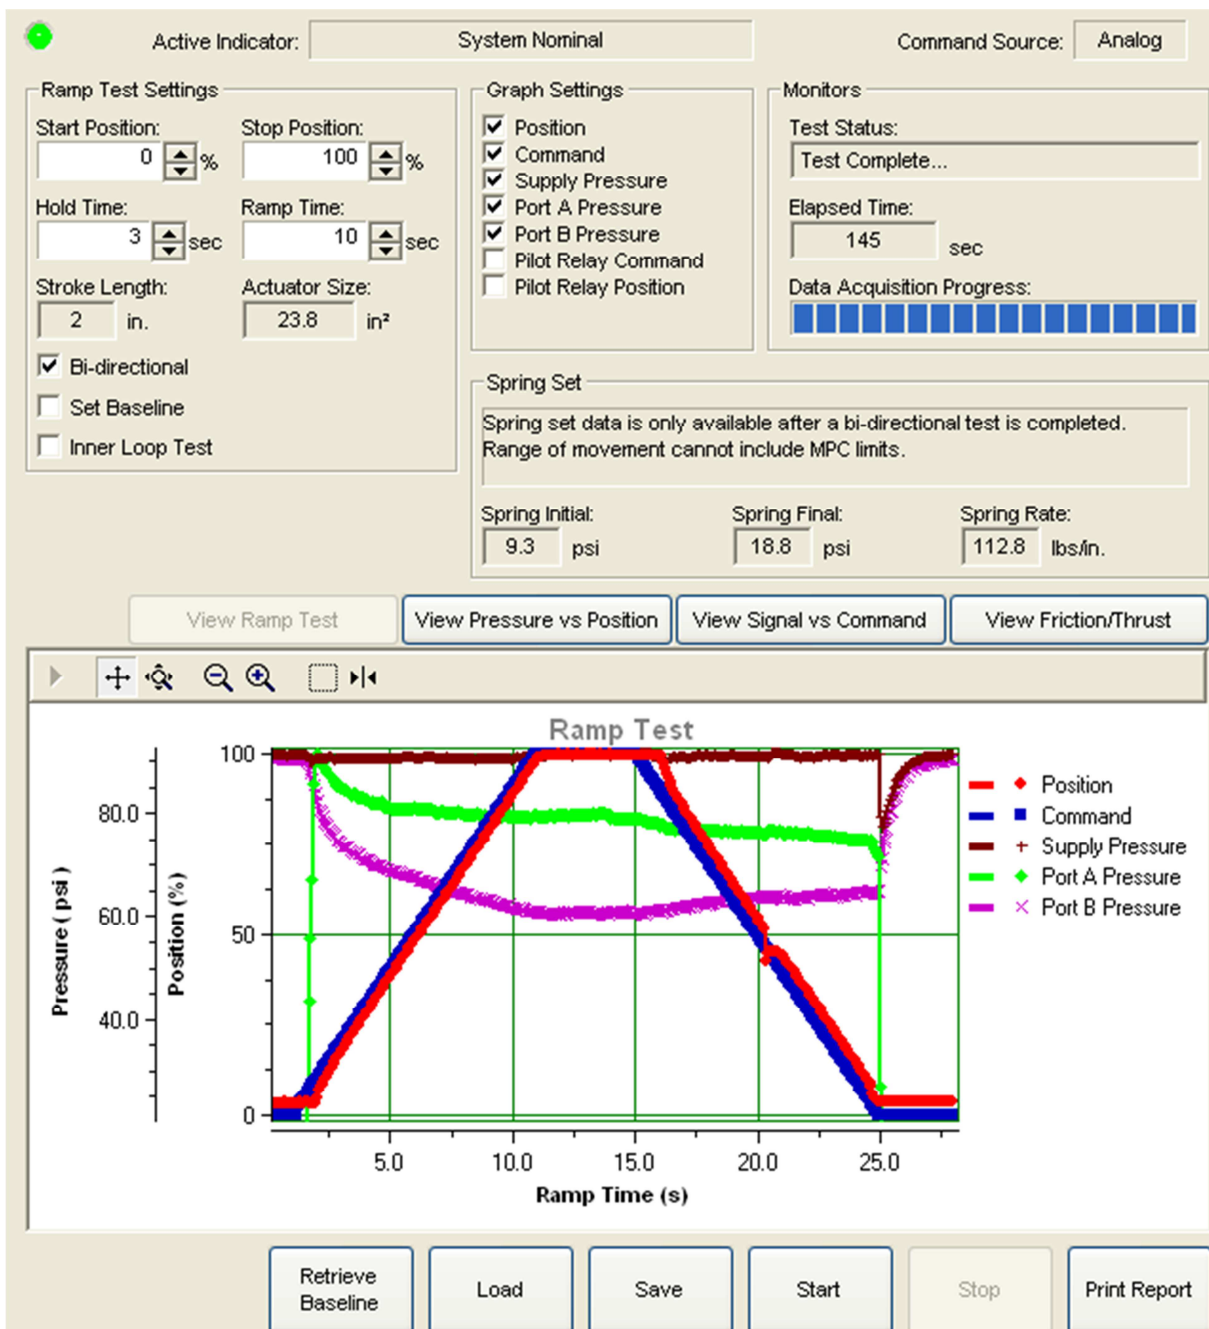 Active Indicator: System Nominal Command Source: Analog
Ramp Test Settings
Start Position: Stop Position:
0 % 100 %
Hold Time: Ramp Time:
3 sec 10 sec
Stroke Length: Actuator Size:
2 in. 23.8 in²
Bi-directional
Set Baseline
Inner Loop Test
Graph Settings
Position
Command
Supply Pressure
Port A Pressure
Port B Pressure
Pilot Relay Command
Pilot Relay Position
Monitors
Test Status:
Test Complete...
Elapsed Time:
145 sec
Data Acquisition Progress:
Spring Set
Spring set data is only available after a bi-directional test is completed.
Range of movement cannot include MPC limits.
Spring Initial: Spring Final: Spring Rate:
9.3 psi 18.8 psi 112.8 lbs/in.
View Ramp Test View Pressure vs Position View Signal vs Command View Friction/Thrust
Ramp Test
Pressure (psi)
80.0
60.0
40.0
Position (%)
100
50
0
5.0 10.0 15.0 20.0 25.0
Ramp Time (s)
Position
Command
Supply Pressure
Port A Pressure
Port B Pressure
Retrieve
Baseline
Load
Save
Start
Stop
Print Report